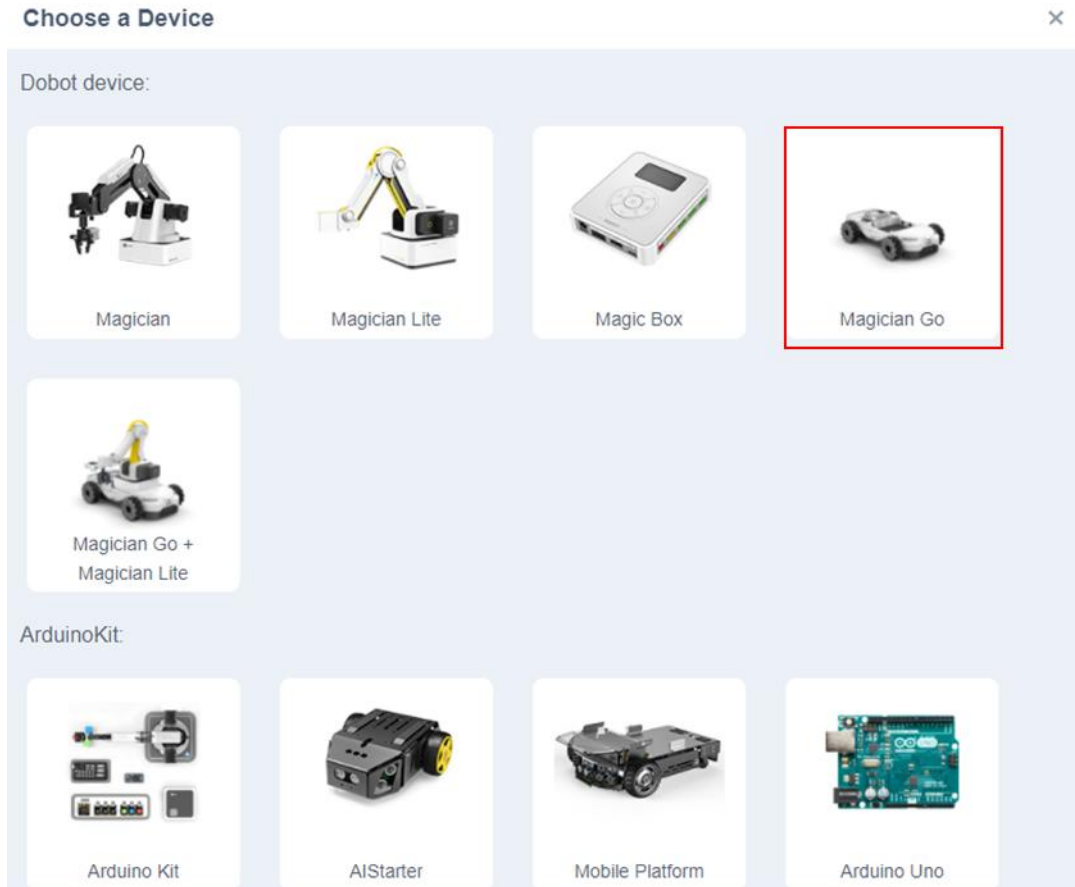 Choose a Device
×
Dobot device:
Magician
Magician Lite
Magic Box
Magician Go
Magician Go +
Magician Lite
ArduinoKit:
Arduino Kit
AIStarter
Mobile Platform
Arduino Uno